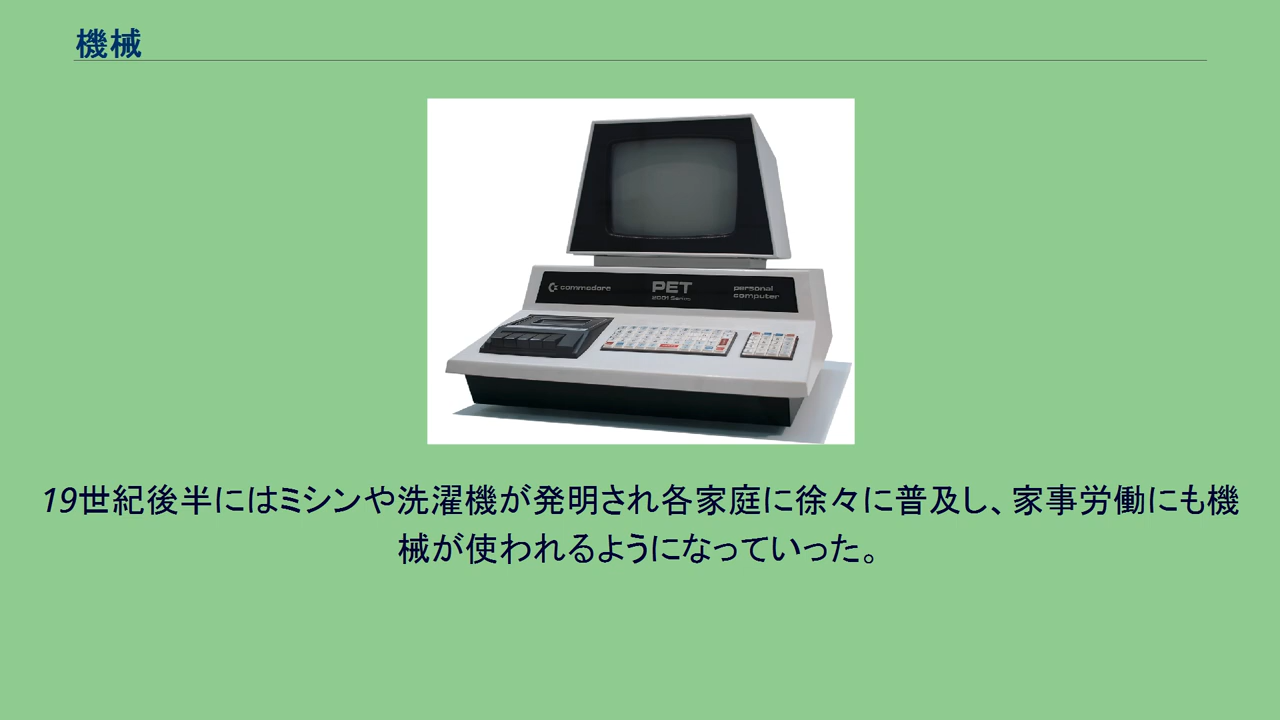 機械
commodore
PET
2001 Series
personal
computer
19世紀後半にはミシンや洗濯機が発明され各家庭に徐々に普及し、家事労働にも機
械が使われるようになっていった。